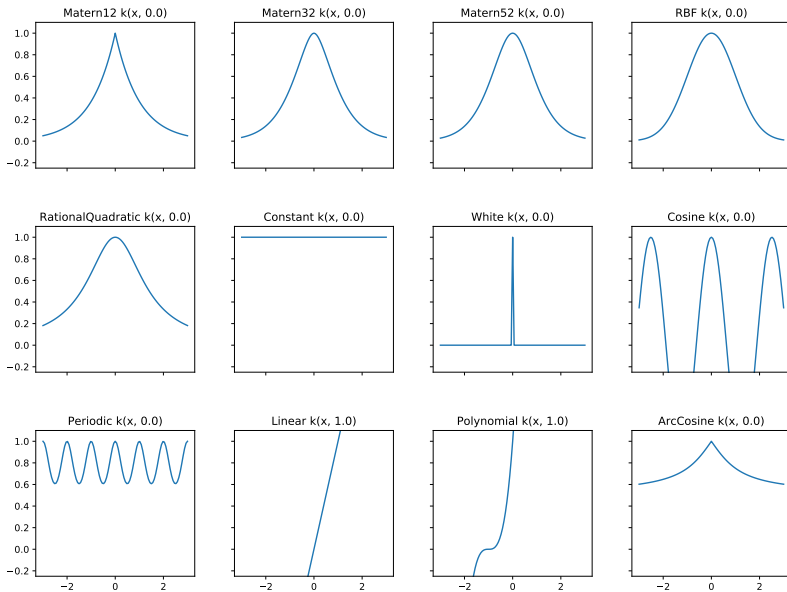 Matern12 k(x, 0.0)
Matern32 k(x, 0.0)
Matern52 k(x, 0.0)
RBF k(x, 0.0)
1.0
0.8
0.6
0.4
0.2
0.0
−0.2
RationalQuadratic k(x, 0.0)
Constant k(x, 0.0)
White k(x, 0.0)
Cosine k(x, 0.0)
1.0
0.8
0.6
0.4
0.2
0.0
−0.2
Periodic k(x, 0.0)
Linear k(x, 1.0)
Polynomial k(x, 1.0)
ArcCosine k(x, 0.0)
1.0
0.8
0.6
0.4
0.2
0.0
−0.2
−2 0 2
−2 0 2
−2 0 2
−2 0 2